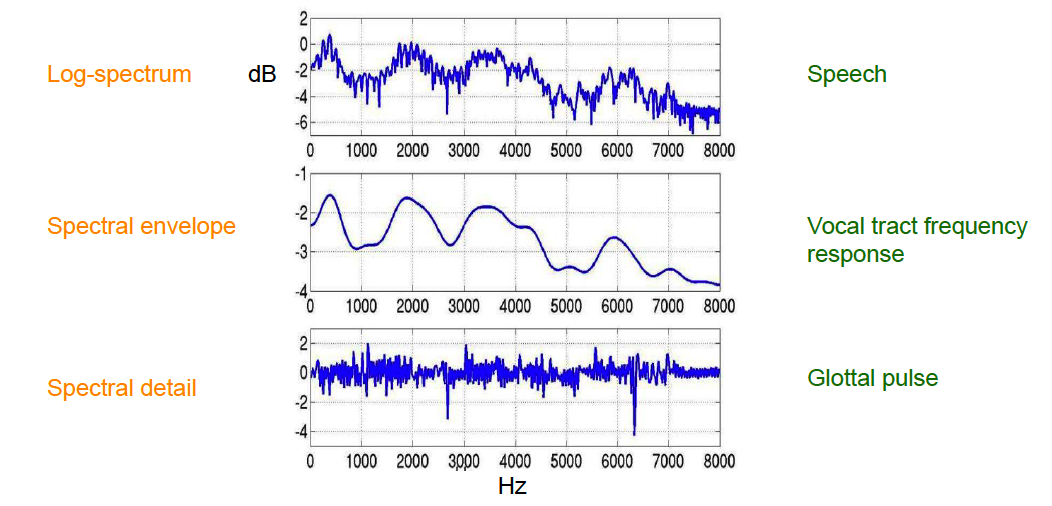 2
0
Log-spectrum dB -2 Speech
-4
-6
0 1000 2000 3000 4000 5000 6000 7000 8000
-1
-2
Spectral envelope Vocal tract frequency
response
-3
-4
0 1000 2000 3000 4000 5000 6000 7000 8000
2
0
Spectral detail Glottal pulse
-2
-4
0 1000 2000 3000 4000 5000 6000 7000 8000
Hz